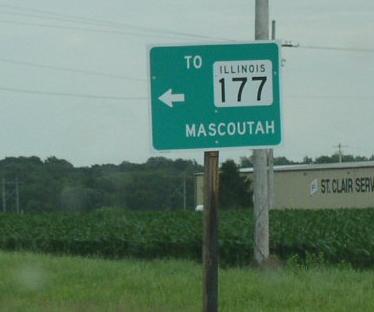 TO
ILLINOIS
177
MASCOUTAH
ST. CLAIR SERV